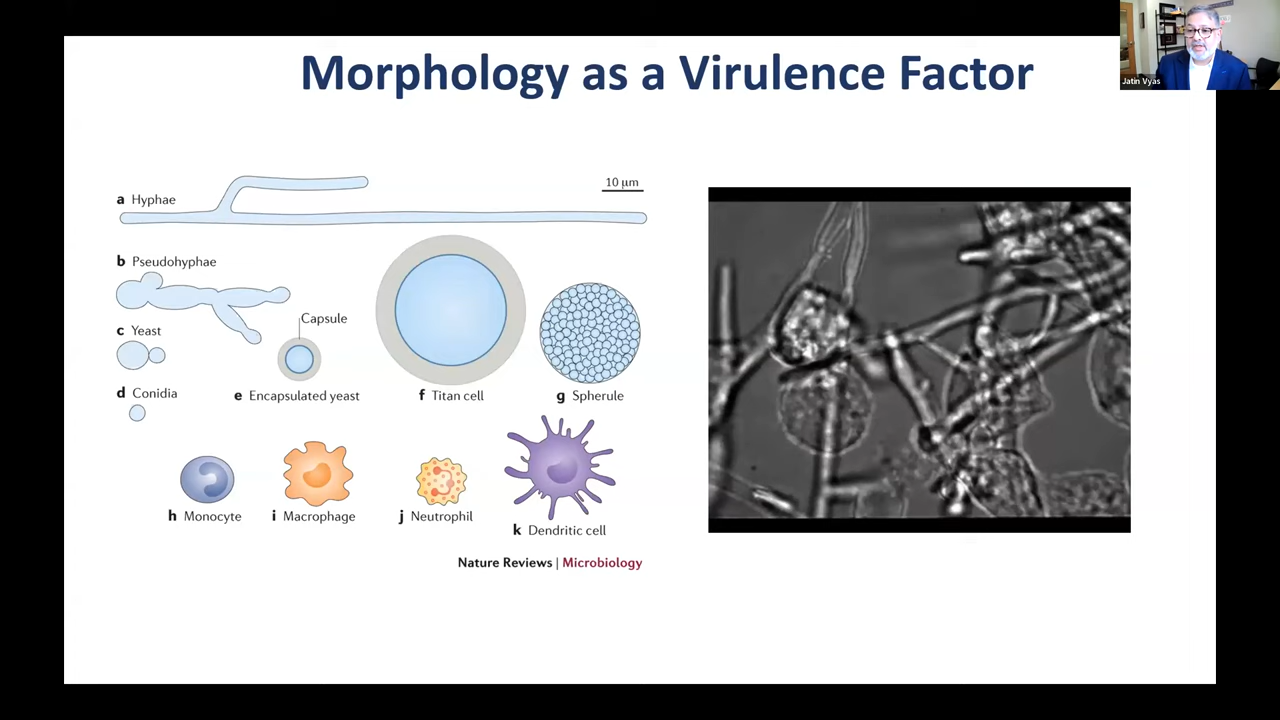 Morphology as a Virulence Factor
Jatin Vyas
a Hyphae
10 μm
b Pseudohyphae
Capsule
c Yeast
d Conidia
e Encapsulated yeast
f Titan cell
g Spherule
h Monocyte
i Macrophage
j Neutrophil
k Dendritic cell
Nature Reviews | Microbiology